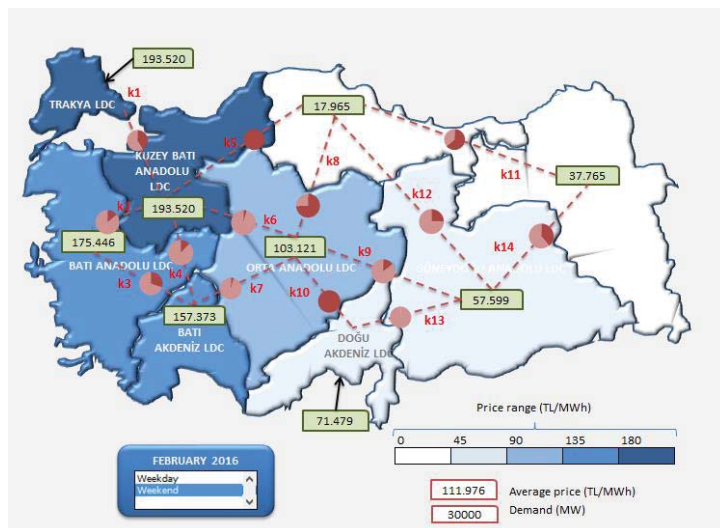 193.520
k1
TRAKYA LDC
17.965
k5
KUZEY BATI
ANADOLU
LDC
k8
k11
37.765
k12
193.520
k6
175.446
103.121
k9
k14
BATI ANADOLU LDC
k4
ORTA ANADOLU LDC
k3
k7
k10
57.599
157.373
k13
BATI
AKDENİZ LDC
DOĞU
AKDENİZ LDC
71.479
Price range (TL/MWh)
0 45 90 135 180
FEBRUARY 2016
Weekday
Weekend
111.976 Average price (TL/MWh)
30000 Demand (MW)